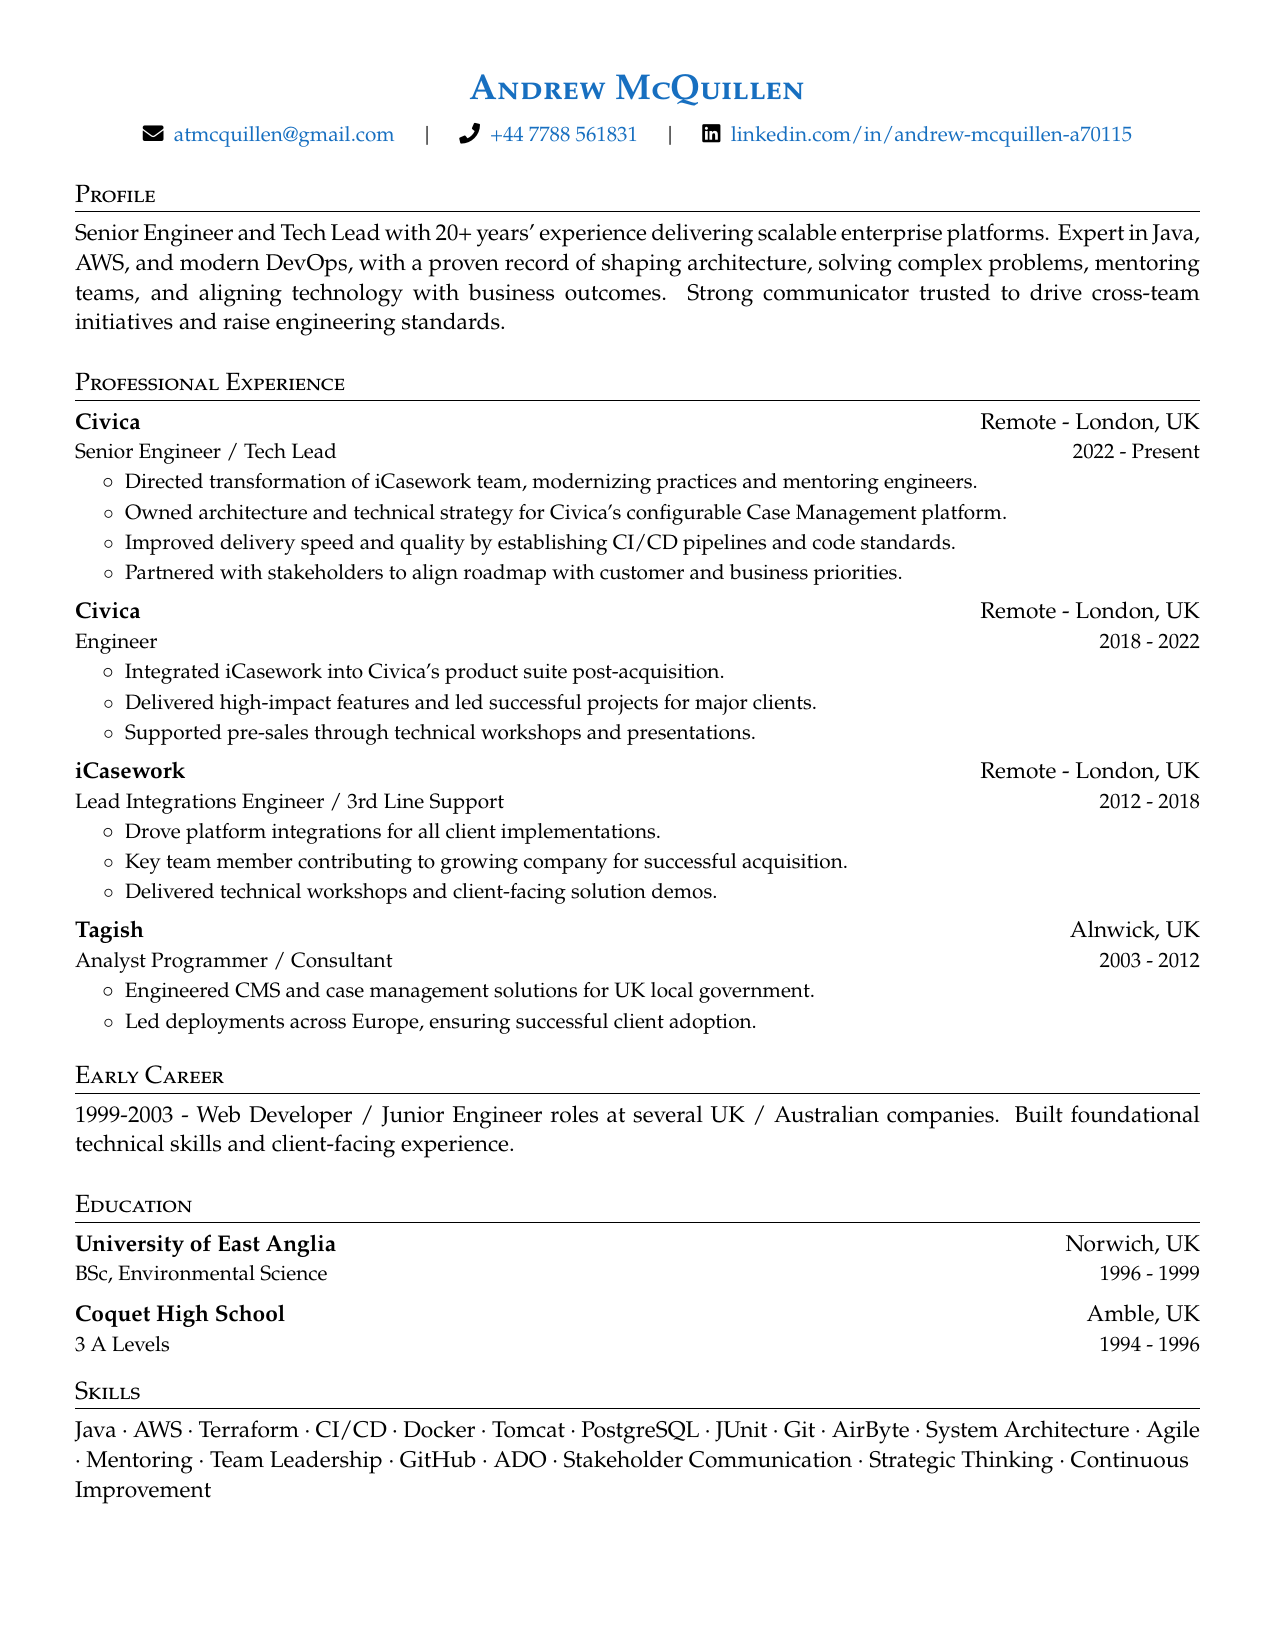 Andrew McQuillen
atmcquillen@gmail.com | +44 7788 561831 | linkedin.com/in/andrew-mcquillen-a70115
Profile
Senior Engineer and Tech Lead with 20+ years' experience delivering scalable enterprise platforms. Expert in Java,
AWS, and modern DevOps, with a proven record of shaping architecture, solving complex problems, mentoring
teams, and aligning technology with business outcomes. Strong communicator trusted to drive cross-team
initiatives and raise engineering standards.
Professional Experience
Civica Remote - London, UK
Senior Engineer / Tech Lead 2022 - Present
○ Directed transformation of iCasework team, modernizing practices and mentoring engineers.
○ Owned architecture and technical strategy for Civica's configurable Case Management platform.
○ Improved delivery speed and quality by establishing CI/CD pipelines and code standards.
○ Partnered with stakeholders to align roadmap with customer and business priorities.
Civica Remote - London, UK
Engineer 2018 - 2022
○ Integrated iCasework into Civica's product suite post-acquisition.
○ Delivered high-impact features and led successful projects for major clients.
○ Supported pre-sales through technical workshops and presentations.
iCasework Remote - London, UK
Lead Integrations Engineer / 3rd Line Support 2012 - 2018
○ Drove platform integrations for all client implementations.
○ Key team member contributing to growing company for successful acquisition.
○ Delivered technical workshops and client-facing solution demos.
Tagish Alnwick, UK
Analyst Programmer / Consultant 2003 - 2012
○ Engineered CMS and case management solutions for UK local government.
○ Led deployments across Europe, ensuring successful client adoption.
Early Career
1999-2003 - Web Developer / Junior Engineer roles at several UK / Australian companies. Built foundational
technical skills and client-facing experience.
Education
University of East Anglia Norwich, UK
BSc, Environmental Science 1996 - 1999
Coquet High School Amble, UK
3 A Levels 1994 - 1996
Skills
Java · AWS · Terraform · CI/CD · Docker · Tomcat · PostgreSQL · JUnit · Git · AirByte · System Architecture · Agile
· Mentoring · Team Leadership · GitHub · ADO · Stakeholder Communication · Strategic Thinking · Continuous
Improvement